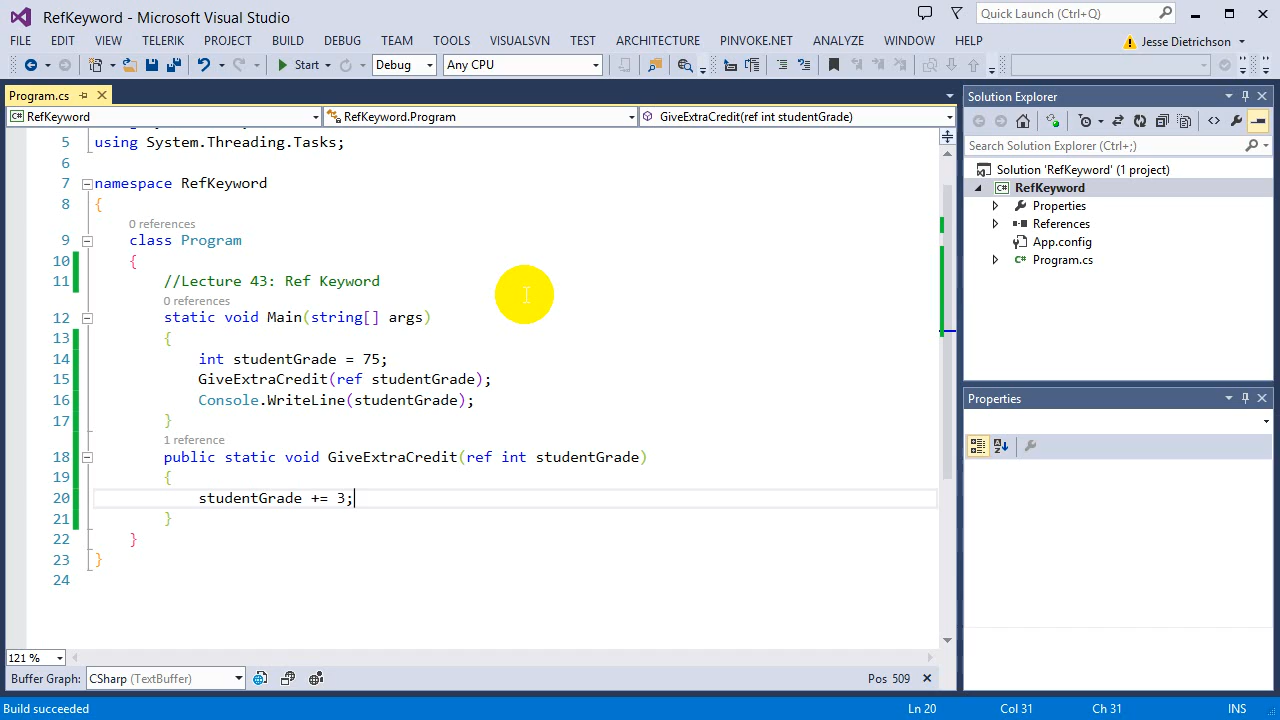 RefKeyword - Microsoft Visual Studio
Quick Launch (Ctrl+Q)
FILE EDIT VIEW TELERIK PROJECT BUILD DEBUG TEAM TOOLS VISUALSVN TEST ARCHITECTURE PINVOKE.NET ANALYZE WINDOW HELP
Jesse Dietrichson
Start Debug Any CPU
Program.cs
RefKeyword RefKeyword.Program GiveExtraCredit(ref int studentGrade)
5 using System.Threading.Tasks;
6
7 namespace RefKeyword
8 {
0 references
9 class Program
10 {
11 //Lecture 43: Ref Keyword
0 references
12 static void Main(string[] args)
13 {
14 int studentGrade = 75;
15 GiveExtraCredit(ref studentGrade);
16 Console.WriteLine(studentGrade);
17 }
1 reference
18 public static void GiveExtraCredit(ref int studentGrade)
19 {
20 studentGrade += 3;
21 }
22 }
23 }
24
121 %
Buffer Graph: CSharp (TextBuffer) Pos 509
Build succeeded Ln 20 Col 31 Ch 31 INS
Solution Explorer
Search Solution Explorer (Ctrl+;)
Solution 'RefKeyword' (1 project)
RefKeyword
Properties
References
App.config
Program.cs
Properties